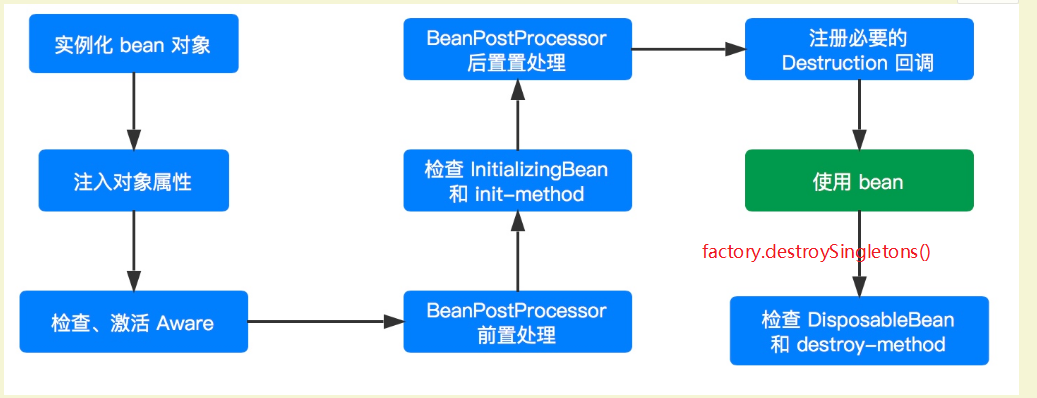 实例化 bean 对象
注入对象属性
检查、激活 Aware
BeanPostProcessor
前置处理
检查 InitializingBean
和 init-method
BeanPostProcessor
后置置处理
注册必要的
Destruction 回调
使用 bean
factory.destroySingletons()
检查 DisposableBean
和 destroy-method